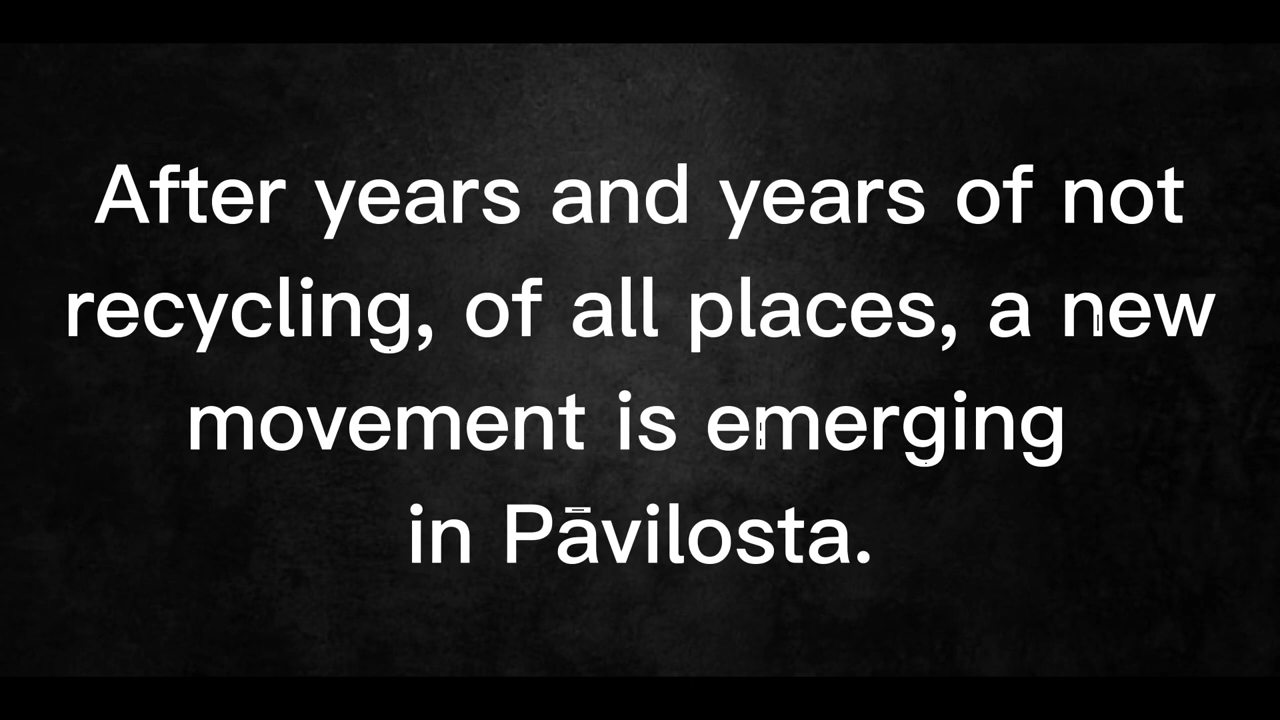 After years and years of not
recycling, of all places, a new
movement is emerging
in Pāvilosta.